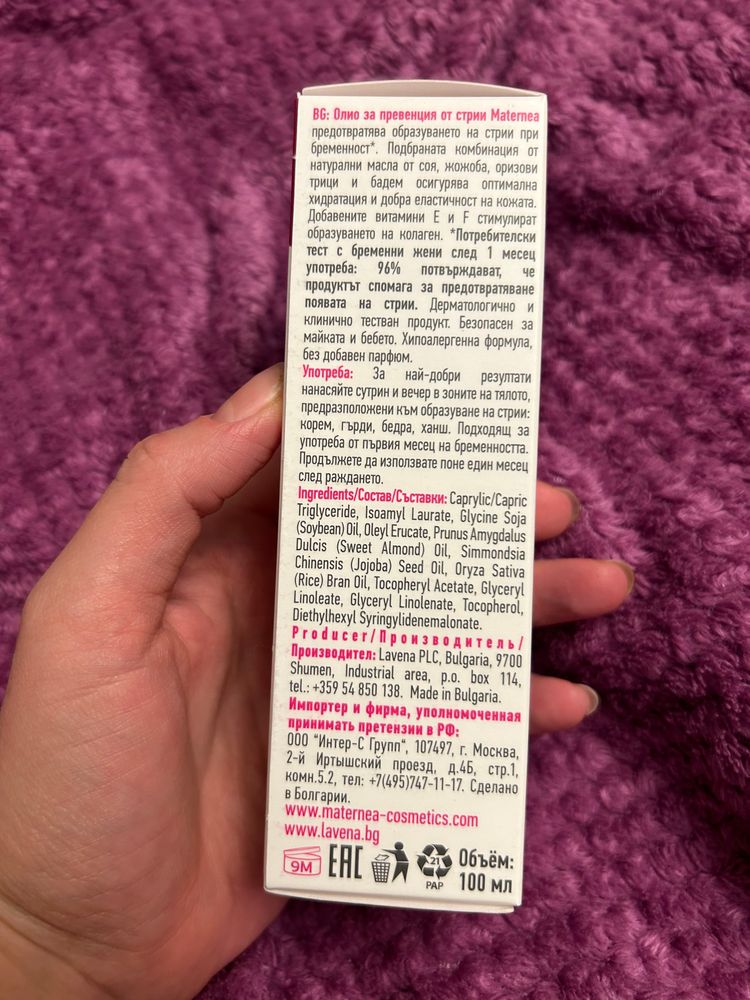 BG: Олио за превенция от стрии Maternea
предотвратява образуването на стрии при
бременност*. Подбраната комбинация от
натурални масла от соя, жожоба, оризови
трици и бадем осигурява оптимална
хидратация и добра еластичност на кожата.
Добавените витамини Е и F стимулират
образуването на колаген. *Потребителски
тест с бременни жени след 1 месец
употреба: 96% потвърждават, че
продуктът спомага за предотвратяване
появата на стрии. Дерматологично и
клинично тестван продукт. Безопасен за
майката и бебето. Хипоалергенна формула,
без добавен парфюм.
Употреба: За най-добри резултати
нанасяйте сутрин и вечер в зоните на тялото,
предразположени към образуване на стрии:
корем, гърди, бедра, ханш. Подходящ за
употреба от първия месец на бременността.
Продължете да използвате поне един месец
след раждането.
Ingredients/Состав/Съставки: Caprylic/Capric
Triglyceride, Isoamyl Laurate, Glycine Soja
(Soybean) Oil, Oleyl Erucate, Prunus Amygdalus
Dulcis (Sweet Almond) Oil, Simmondsia
Chinensis (Jojoba) Seed Oil, Oryza Sativa
(Rice) Bran Oil, Tocopheryl Acetate, Glyceryl
Linoleate, Glyceryl Linolenate, Tocopherol,
Diethylhexyl Syringylidenemalonate.
Producer/Производитель/
Производител: Lavena PLC, Bulgaria, 9700
Shumen, Industrial area, p.o. box 114,
tel.: +359 54 850 138. Made in Bulgaria.
Импортер и фирма, уполномоченная
принимать претензии в РФ:
ООО "Интер-С Групп", 107497, г. Москва,
2-й Иртышский проезд, д.4Б, стр.1,
комн.5.2, тел: +7(495)747-11-17. Сделано
в Болгарии.
www.maternea-cosmetics.com
www.lavena.bg
9M EAC 21 PAP Объём:
100 мл